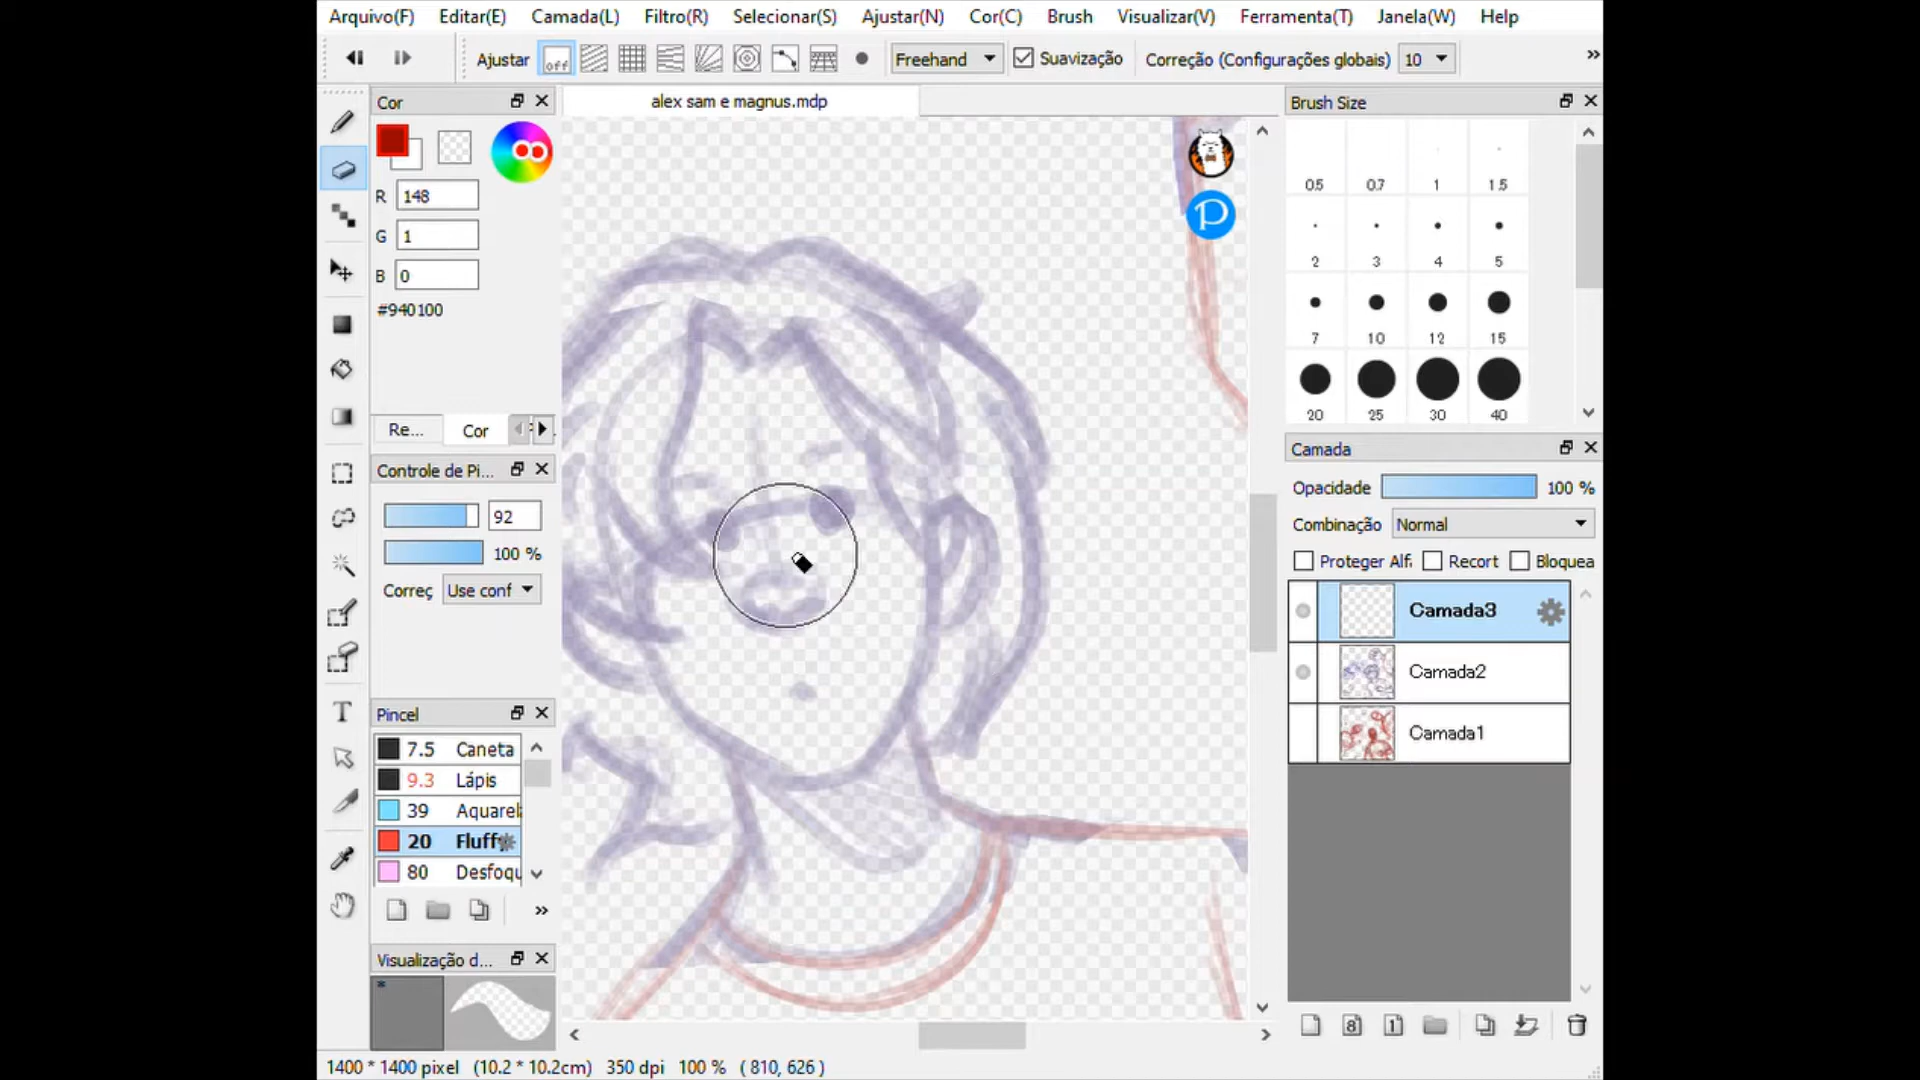 Arquivo(F) Editar(E) Camada(L) Filtro(R) Selecionar(S) Ajustar(N) Cor(C) Brush Visualizar(V) Ferramenta(T) Janela(W) Help
Ajustar off Freehand Suavização Correção (Configurações globais) 10 »
Cor
alex sam e magnus.mdp
Brush Size
R 148
G 1
B 0
#940100
0.5 0.7 1 1.5
2 3 4 5
7 10 12 15
20 25 30 40
Re... Cor
Controle de Pi...
92
100 %
Correç Use conf
Camada
Opacidade 100 %
Combinação Normal
Proteger Alf. Recort Bloquea
Camada3
Camada2
Camada1
Pincel
7.5 Caneta
9.3 Lápis
39 Aquarel
20 Fluffy
80 Desfoqu
»
Visualização d...
*
8 1
1400 * 1400 pixel (10.2 * 10.2cm) 350 dpi 100 % ( 810, 626 )